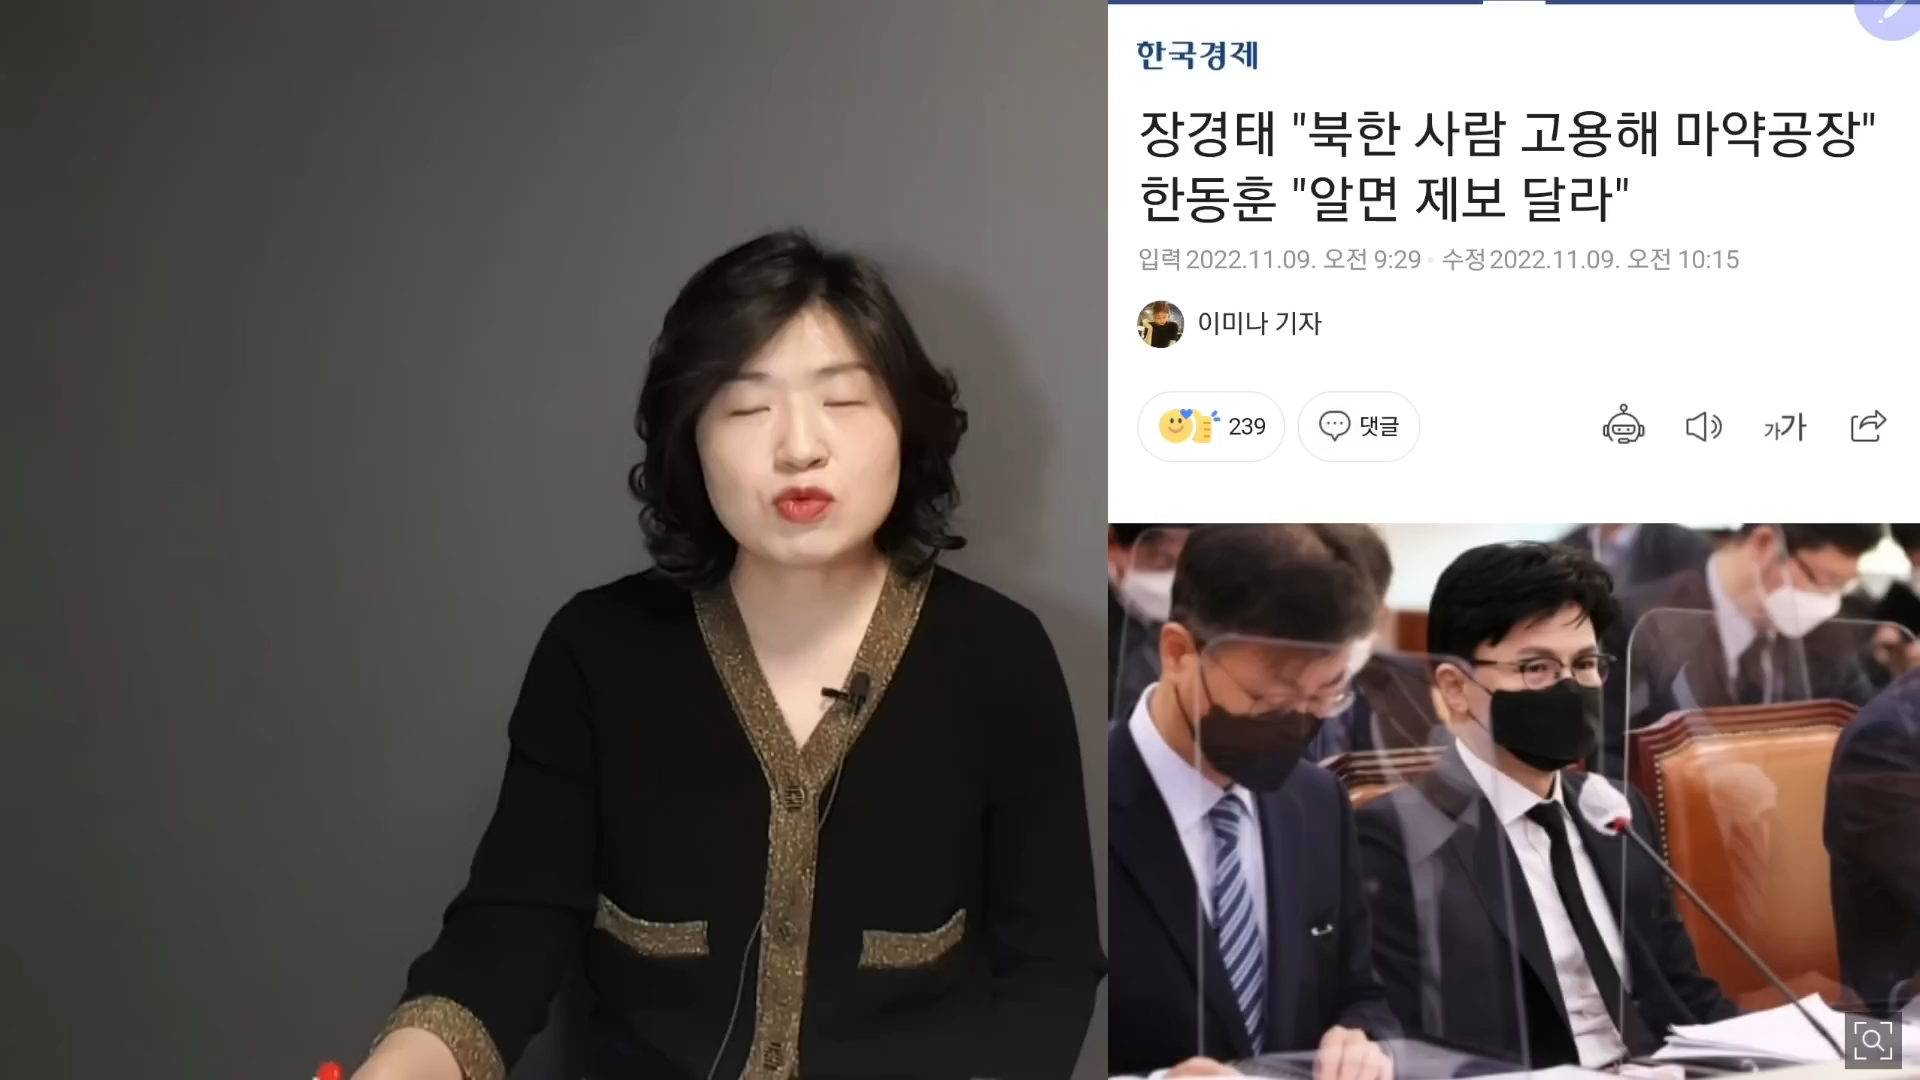 한국경제
장경태 "북한 사람 고용해 마약공장"
한동훈 "알면 제보 달라"
입력 2022.11.09. 오전 9:29 · 수정 2022.11.09. 오전 10:15
이미나 기자
239
댓글
가가